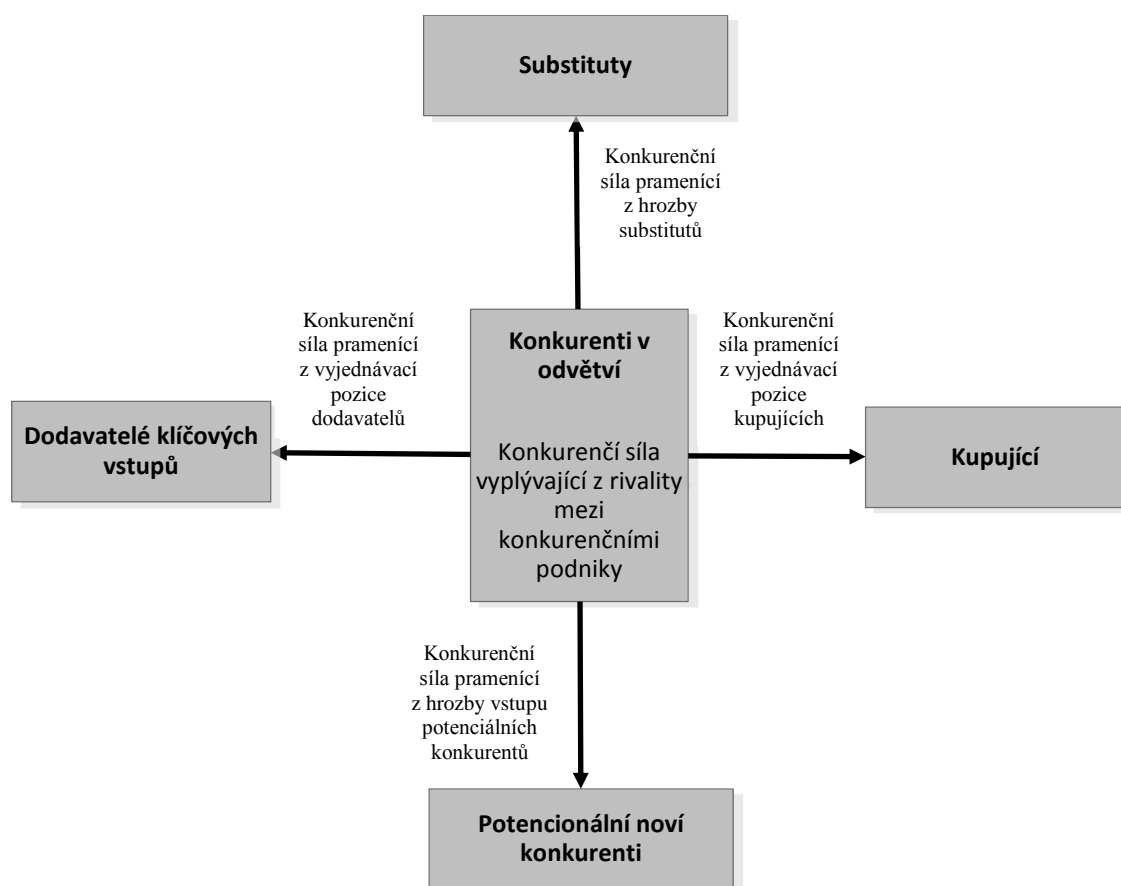 Substituty
Konkurenční
síla pramenící
z hrozby
substitutů
Konkurenční
síla pramenící
z vyjednávací
pozice
dodavatelů
Konkurenti v
odvětví
Konkurenční
síla pramenící
z vyjednávací
pozice
kupujících
Dodavatelé klíčových
vstupů
Konkurenčí síla
vyplývající z rivality
mezi
konkurenčními
podniky
Kupující
Konkurenční
síla pramenící
z hrozby vstupu
potenciálních
konkurentů
Potencionální noví
konkurenti